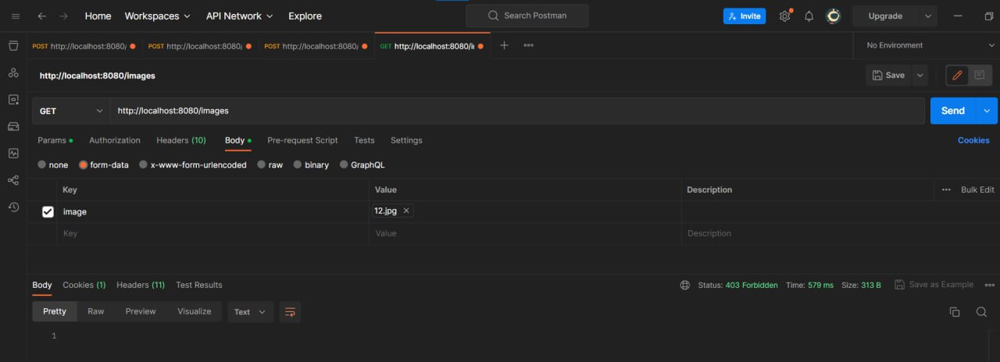 Home Workspaces API Network Explore Search Postman Invite Upgrade
POST http://localhost:8080/ POST http://localhost:8080/ POST http://localhost:8080/ GET http://localhost:8080/i No Environment
http://localhost:8080/images Save
GET http://localhost:8080/images Send
Params Authorization Headers (10) Body Pre-request Script Tests Settings Cookies
none form-data x-www-form-urlencoded raw binary GraphQL
Key Value Description Bulk Edit
image 12.jpg
Key Value Description
Body Cookies (1) Headers (11) Test Results Status: 403 Forbidden Time: 579 ms Size: 313 B Save as Example
Pretty Raw Preview Visualize Text
1